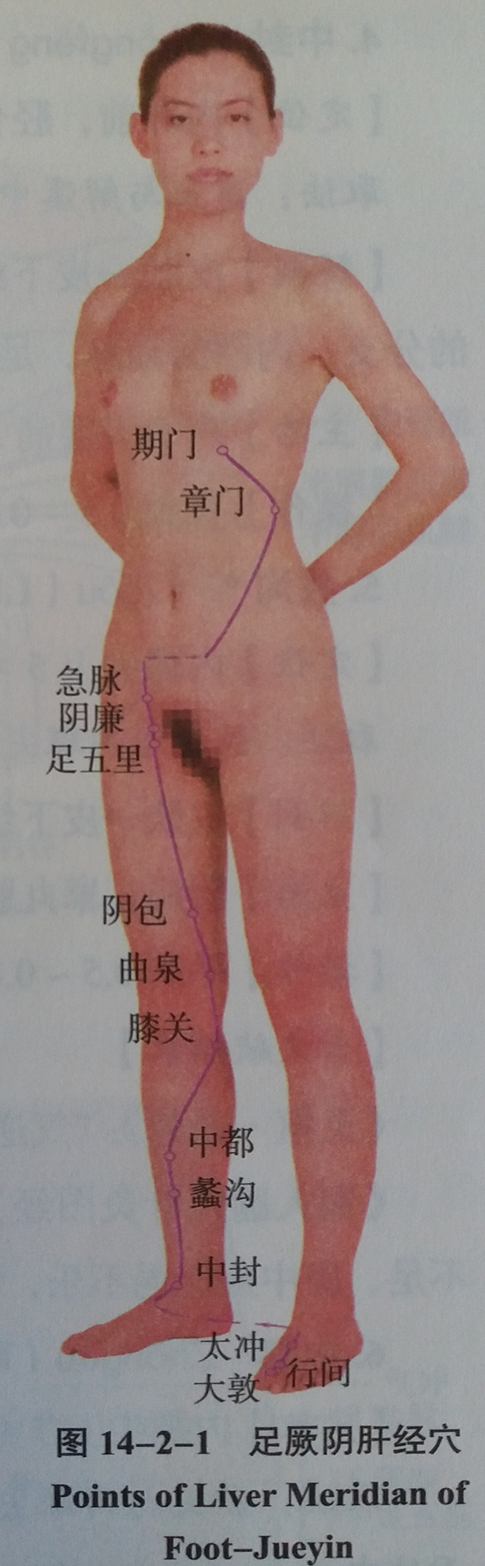 期门
章门
急脉
阴廉
足五里
阴包
曲泉
膝关
中都
蠡沟
中封
太冲
行间
大敦
图 14–2–1 足厥阴肝经穴
Points of Liver Meridian of
Foot–Jueyin